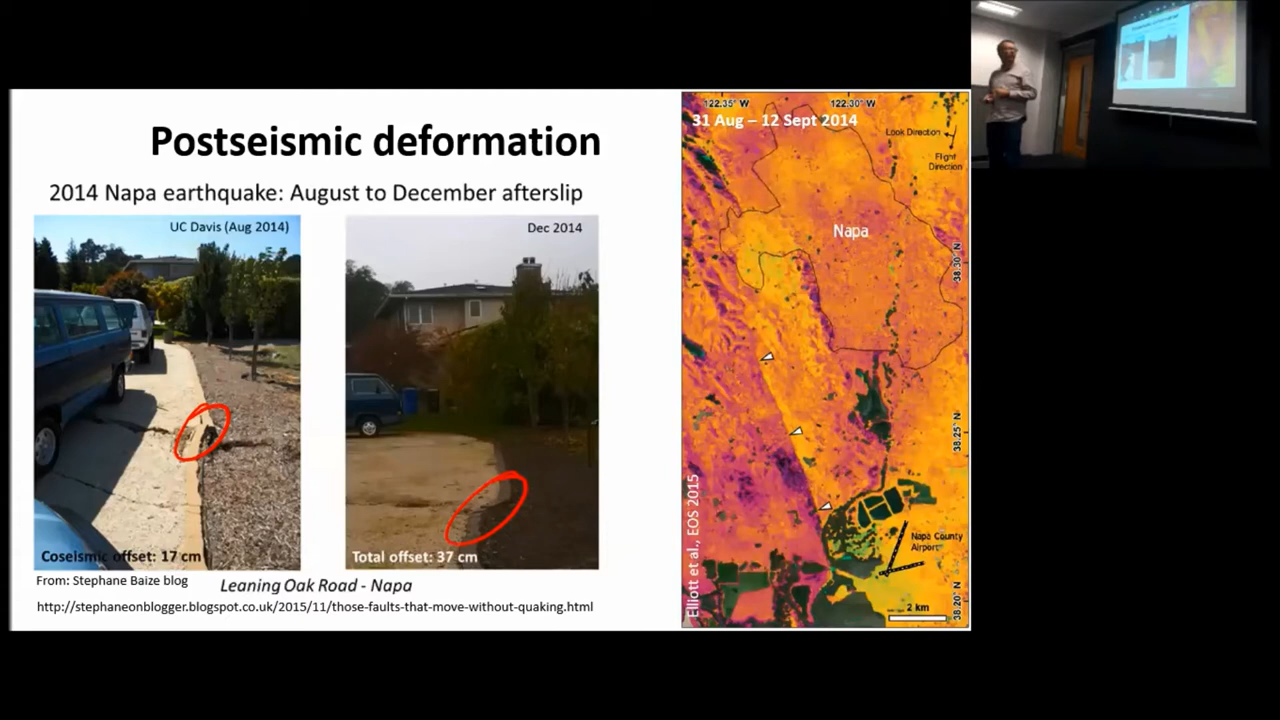 Postseismic deformation
2014 Napa earthquake: August to December afterslip
UC Davis (Aug 2014)
Coseismic offset: 17 cm
Dec 2014
Total offset: 37 cm
From: Stephane Baize blog
Leaning Oak Road - Napa
http://stephaneonblogger.blogspot.co.uk/2015/11/those-faults-that-move-without-quaking.html
122.35° W
122.30° W
31 Aug – 12 Sept 2014
Look Direction
Flight
Direction
Napa
38.30° N
38.25° N
38.20° N
Napa County
Airport
2 km
Elliott et al., EOS 2015